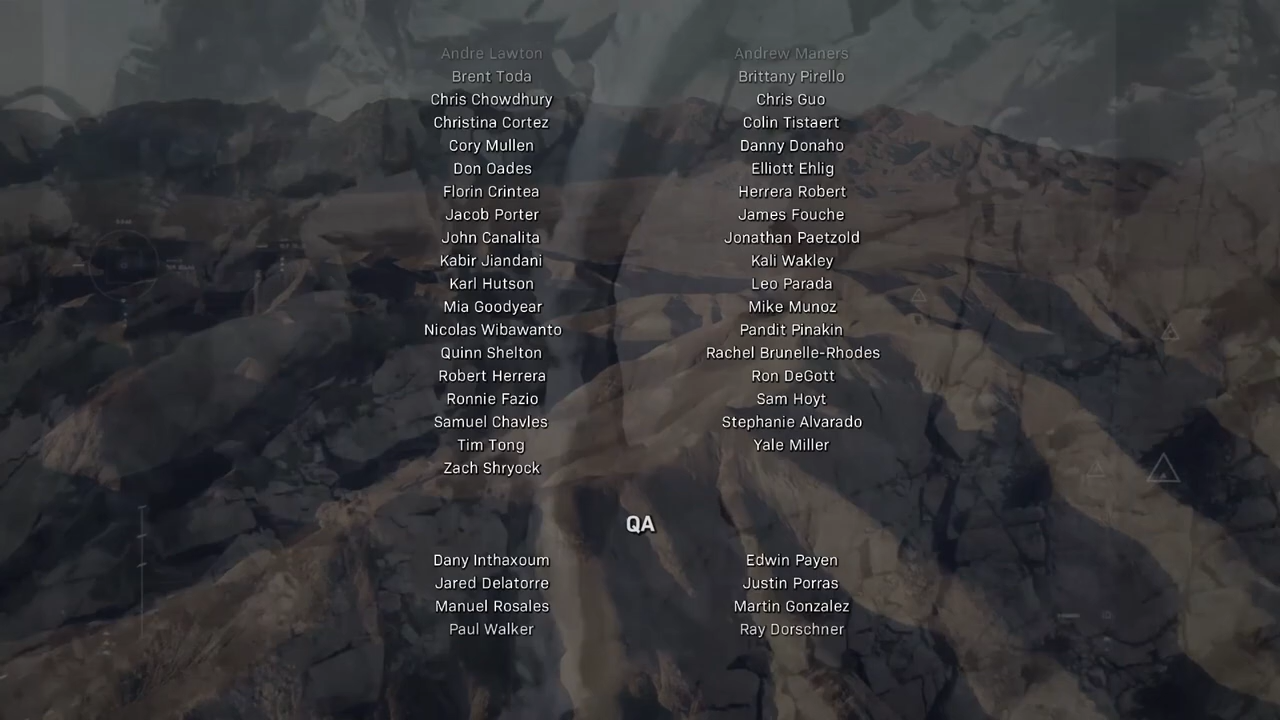 Andre Lawton Andrew Maners
Brent Toda Brittany Pirello
Chris Chowdhury Chris Guo
Christina Cortez Colin Tistaert
Cory Mullen Danny Donaho
Don Oades Elliott Ehlig
Florin Crintea Herrera Robert
Jacob Porter James Fouche
John Canalita Jonathan Paetzold
Kabir Jiandani Kali Wakley
Karl Hutson Leo Parada
Mia Goodyear Mike Munoz
Nicolas Wibawanto Pandit Pinakin
Quinn Shelton Rachel Brunelle-Rhodes
Robert Herrera Ron DeGott
Ronnie Fazio Sam Hoyt
Samuel Chavles Stephanie Alvarado
Tim Tong Yale Miller
Zach Shryock
QA
Dany Inthaxoum Edwin Payen
Jared Delatorre Justin Porras
Manuel Rosales Martin Gonzalez
Paul Walker Ray Dorschner